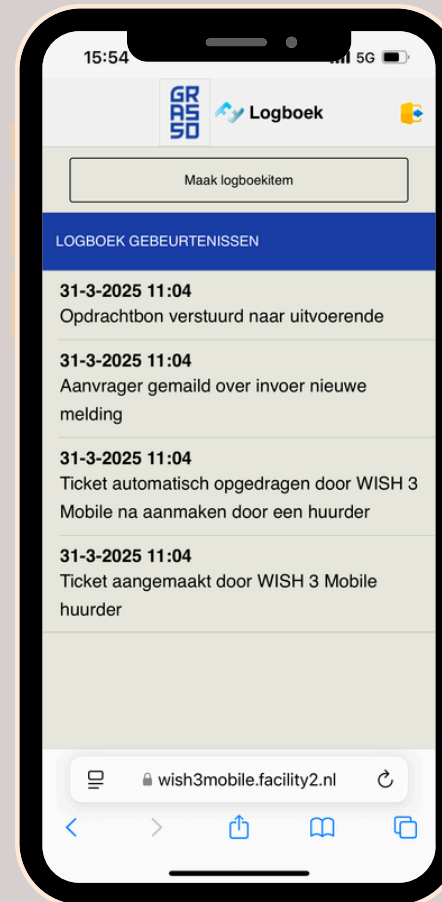 15:54
5G
GR
AS
SO
Logboek
Maak logboekitem
LOGBOEK GEBEURTENISSEN
31-3-2025 11:04
Opdrachtbon verstuurd naar uitvoerende
31-3-2025 11:04
Aanvrager gemaild over invoer nieuwe
melding
31-3-2025 11:04
Ticket automatisch opgedragen door WISH 3
Mobile na aanmaken door een huurder
31-3-2025 11:04
Ticket aangemaakt door WISH 3 Mobile
huurder
wish3mobile.facility2.nl